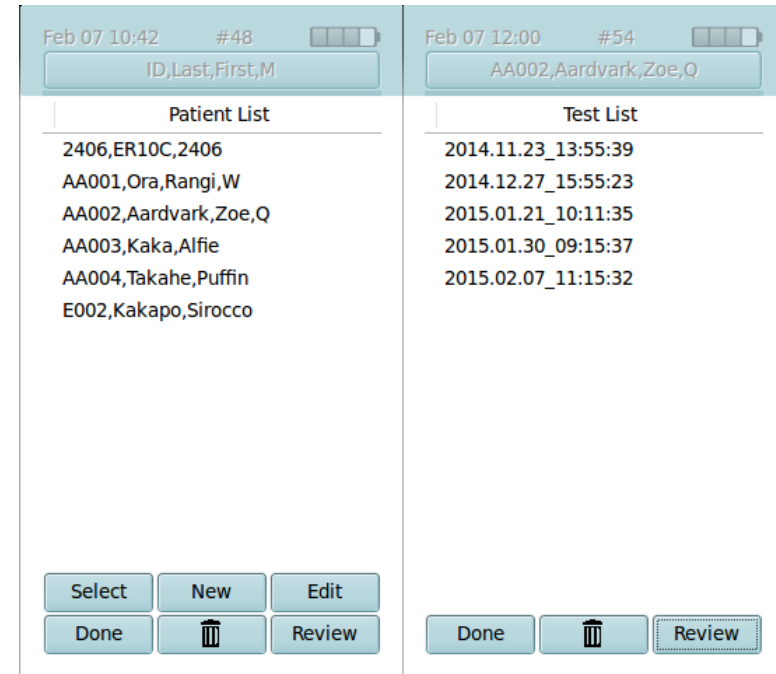 Feb 07 10:42 #48
ID,Last,First,M
Patient List
2406,ER10C,2406
AA001,Ora,Rangi,W
AA002,Aardvark,Zoe,Q
AA003,Kaka,Alfie
AA004,Takahe,Puffin
E002,Kakapo,Sirocco
Select New Edit
Done Review
Feb 07 12:00 #54
AA002,Aardvark,Zoe,Q
Test List
2014.11.23_13:55:39
2014.12.27_15:55:23
2015.01.21_10:11:35
2015.01.30_09:15:37
2015.02.07_11:15:32
Done Review